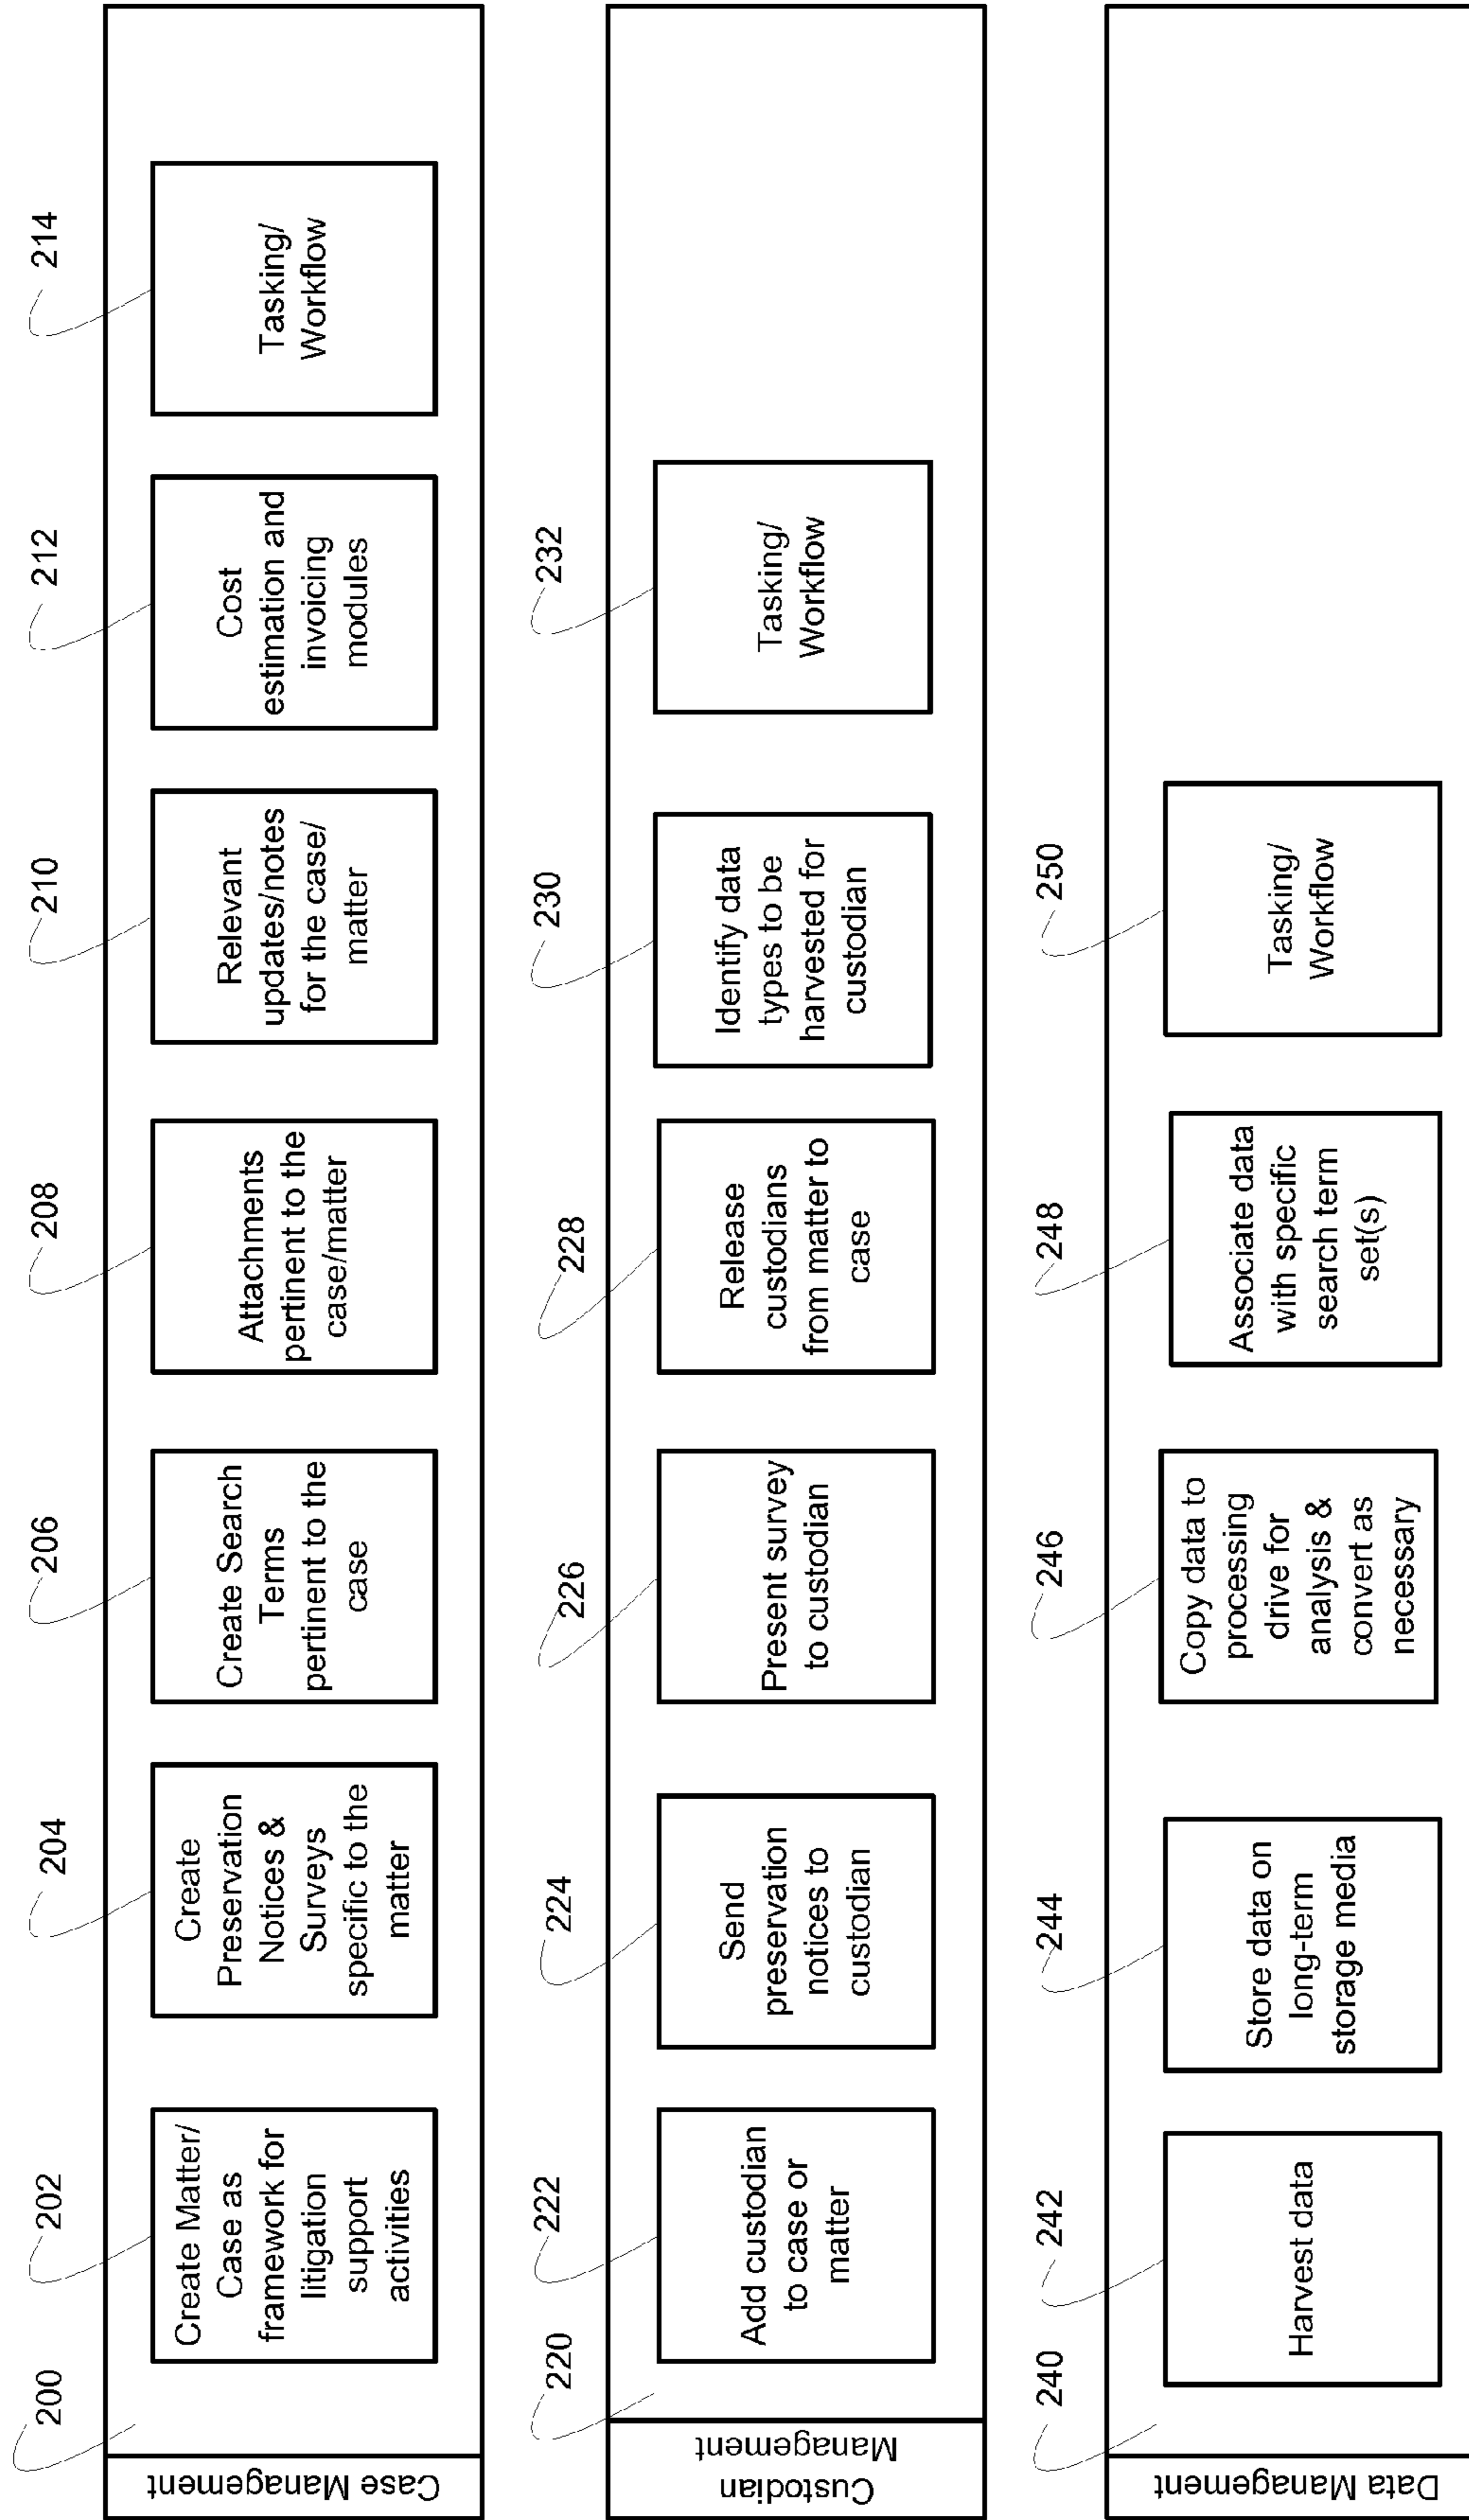 200
202
204
206
208
210
212
214
Case Management
Create Matter/
Case as
framework for
litigation
support
activities
Create
Preservation
Notices &
Surveys
specific to the
matter
Create Search
Terms
pertinent to the
case
Attachments
pertinent to the
case/matter
Relevant
updates/notes
for the case/
matter
Cost
estimation and
invoicing
modules
Tasking/
Workflow
220
222
224
226
228
230
232
Custodian
Management
Add custodian
to case or
matter
Send
preservation
notices to
custodian
Present survey
to custodian
Release
custodians
from matter to
case
Identify data
types to be
harvested for
custodian
Tasking/
Workflow
240
242
244
246
248
250
Data Management
Harvest data
Store data on
long-term
storage media
Copy data to
processing
drive for
analysis &
convert as
necessary
Associate data
with specific
search term
set(s)
Tasking/
Workflow